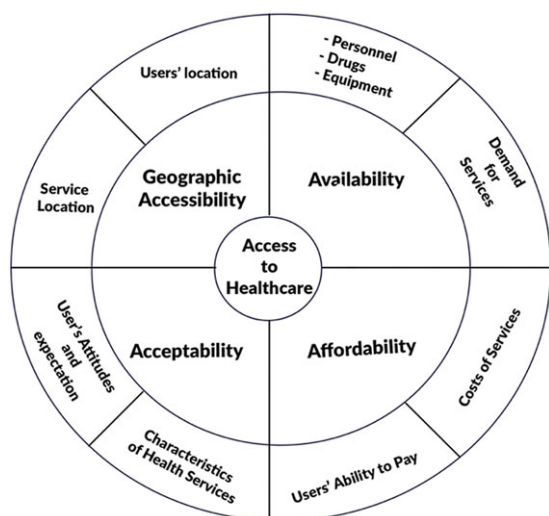 Users' location
- Personnel
- Drugs
- Equipment
Service
Location
Geographic
Accessibility
Availability
Demand
for
Services
Access
to
Healthcare
User's Attitudes
and
expectation
Acceptability
Affordability
Costs of Services
Characteristics
of Health Services
Users' Ability to Pay